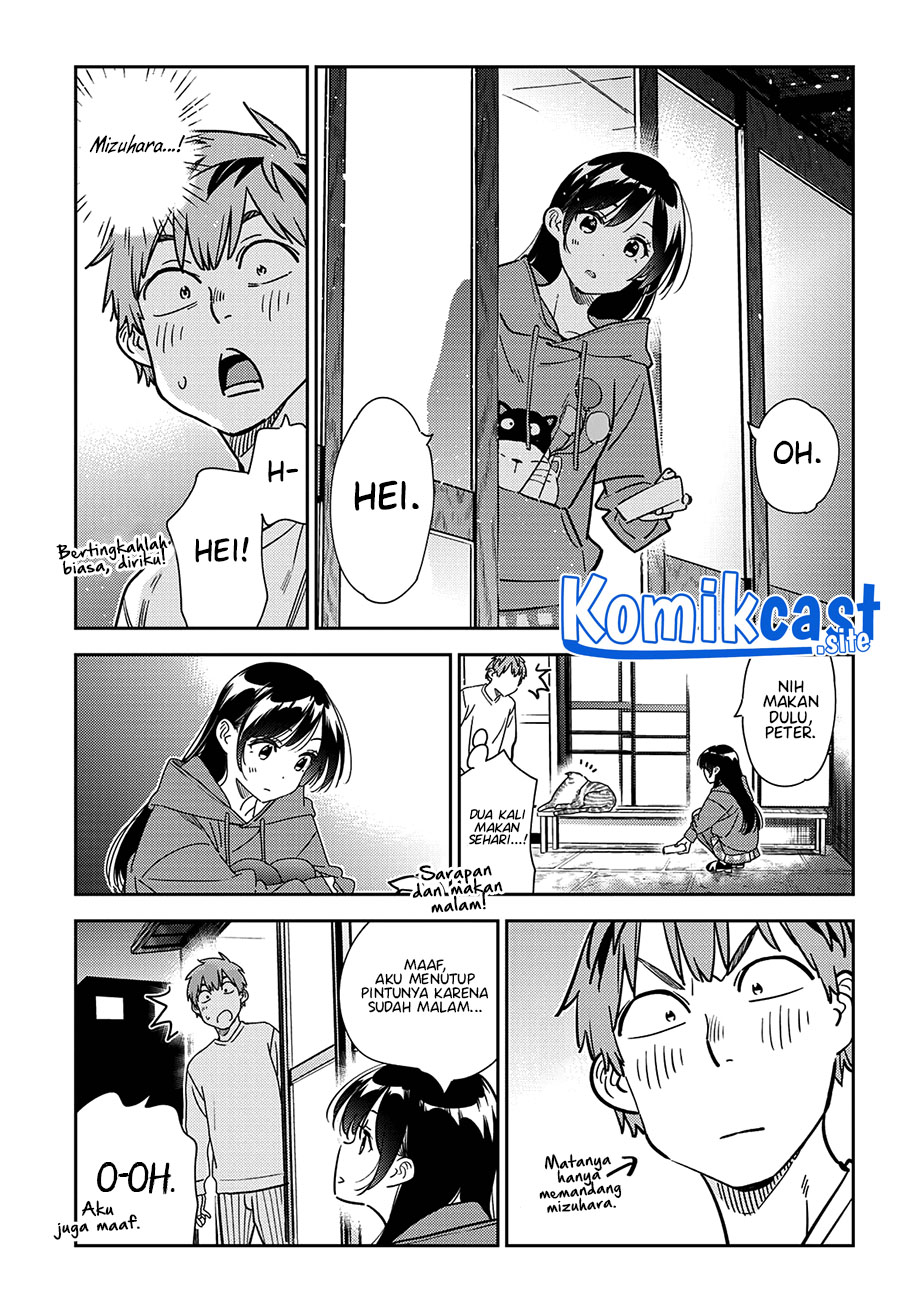 OH.
HEI.
Mizuhara...!
H-
HEI!
Bertingkahlah
biasa, diriku!
Komikcast
.site
NIH
MAKAN
DULU,
PETER.
DUA KALI
MAKAN
SEHARI...!
Sarapan
dan makan
malam!
Matanya
hanya
memandang
mizuhara.
MAAF,
AKU MENUTUP
PINTUNYA KARENA
SUDAH MALAM...
O-OH.
Aku
juga maaf.